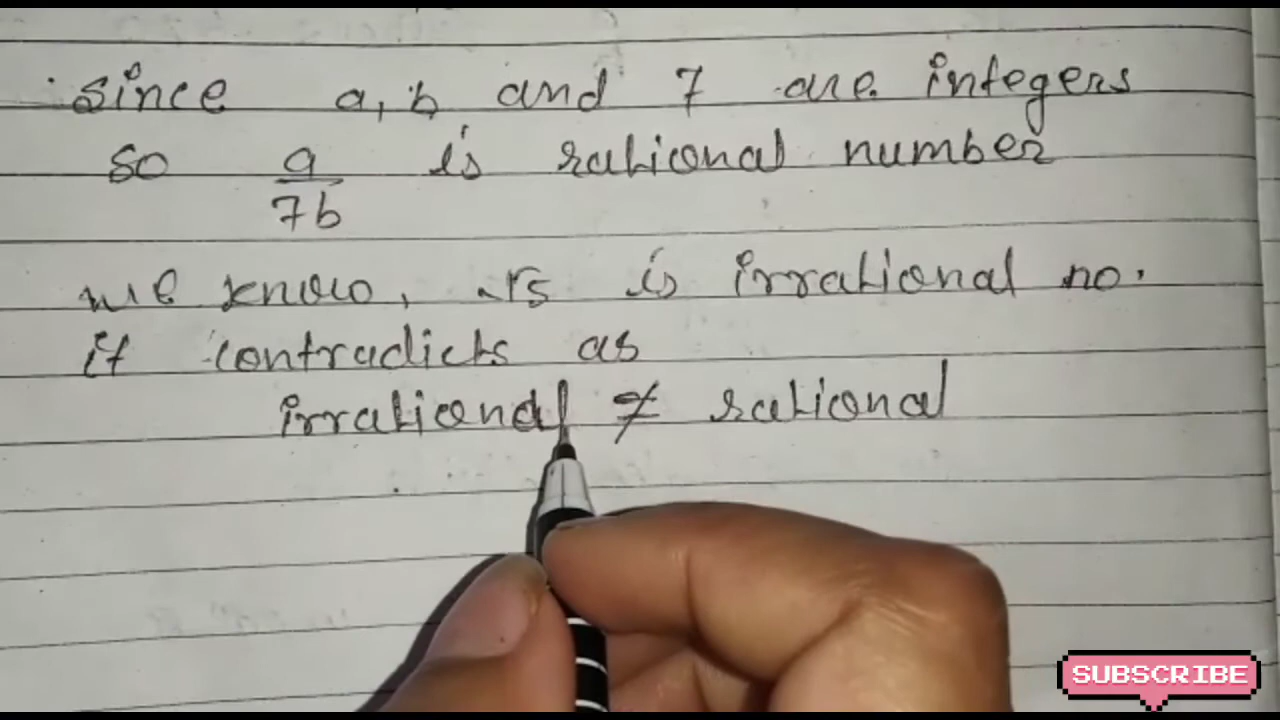 since a, b and 7 are integers
so a/7b is rational number
we know, √5 is irrational no.
it contradicts as
irrational ≠ rational
SUBSCRIBE